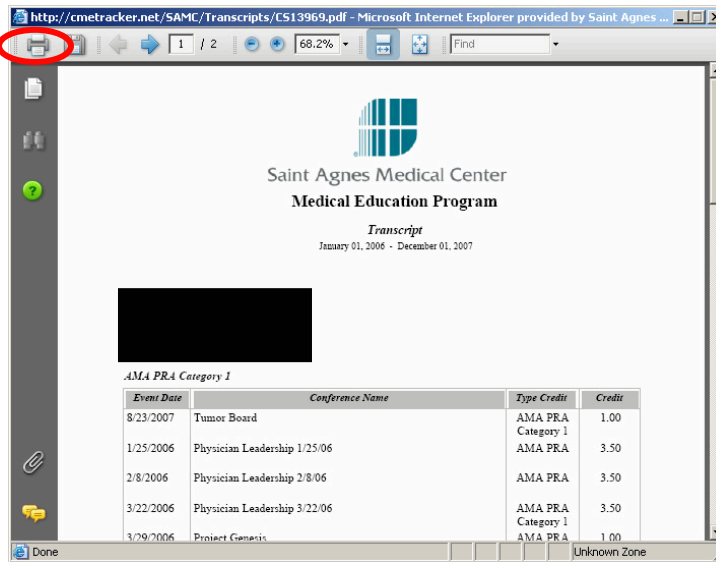 http://cmetracker.net/SAMC/Transcripts/CS13969.pdf - Microsoft Internet Explorer provided by Saint Agnes ...
1 / 2 68.2% Find
Saint Agnes Medical Center
Medical Education Program
Transcript
January 01, 2006 - December 01, 2007
AMA PRA Category 1
Event Date Conference Name Type Credit Credit
8/23/2007 Tumor Board AMA PRA 1.00
Category 1
1/25/2006 Physician Leadership 1/25/06 AMA PRA 3.50
2/8/2006 Physician Leadership 2/8/06 AMA PRA 3.50
3/22/2006 Physician Leadership 3/22/06 AMA PRA 3.50
Category 1
3/29/2006 Project Genesis AMA PRA 1.00
Done Unknown Zone